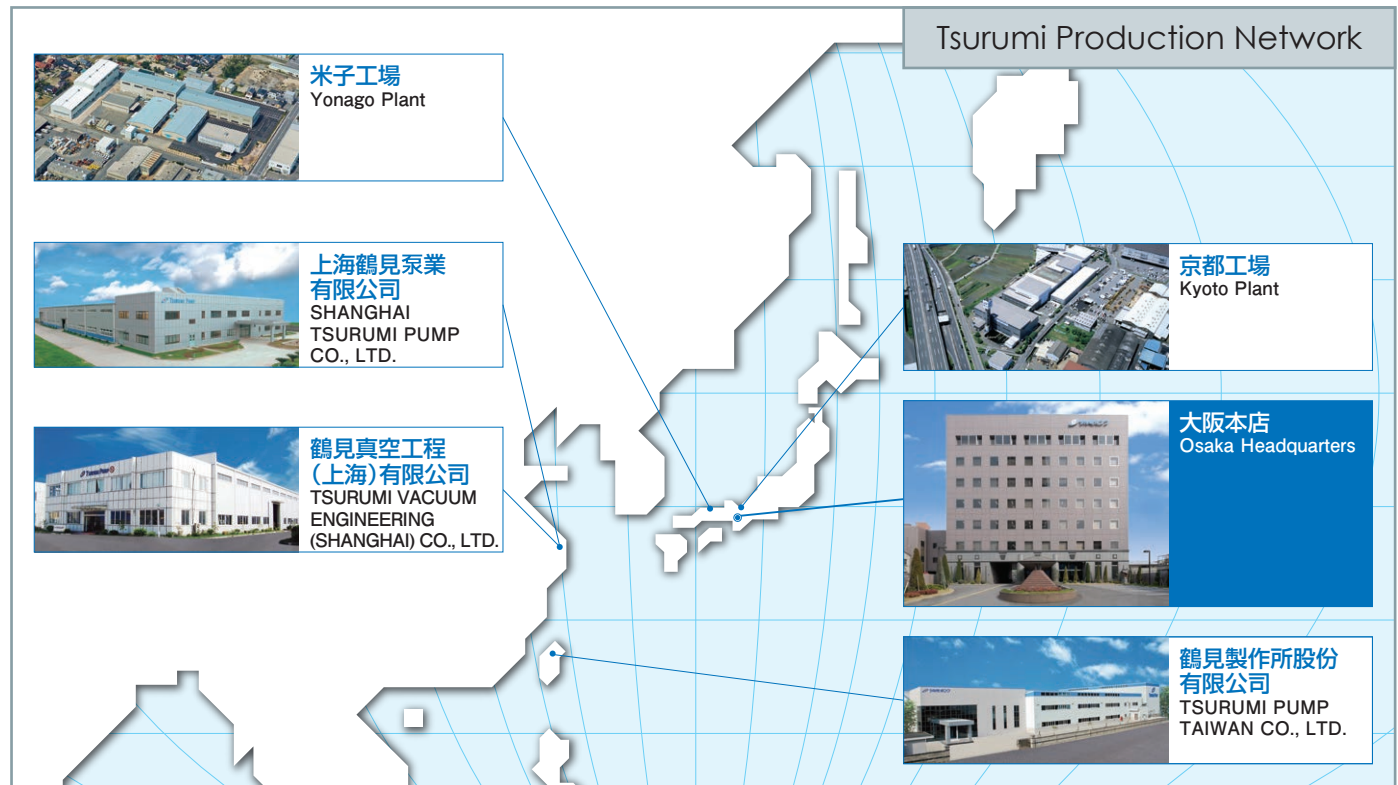 Tsurumi Production Network
米子工場
Yonago Plant
上海鶴見泵業
有限公司
SHANGHAI
TSURUMI PUMP
CO., LTD.
鶴見真空工程
(上海)有限公司
TSURUMI VACUUM
ENGINEERING
(SHANGHAI) CO., LTD.
京都工場
Kyoto Plant
大阪本店
Osaka Headquarters
鶴見製作所股份
有限公司
TSURUMI PUMP
TAIWAN CO., LTD.